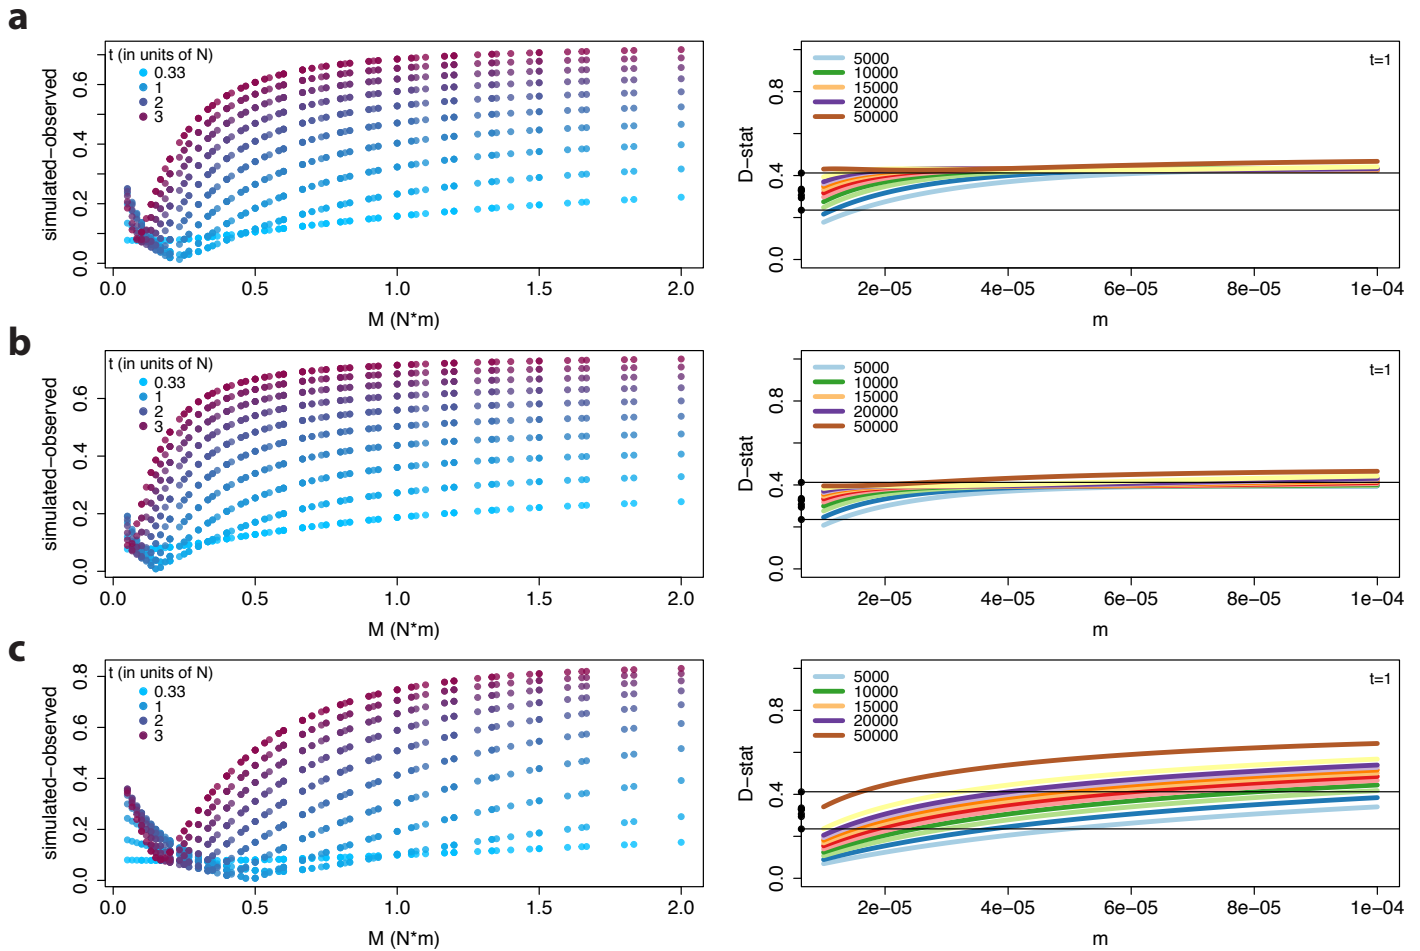 a
t (in units of N)
0.33
1
2
3
simulated-observed
0.0 0.2 0.4 0.6
0.0 0.5 1.0 1.5 2.0
M (N*m)
5000
10000
15000
20000
50000
t=1
D-stat
0.0 0.4 0.8
2e-05 4e-05 6e-05 8e-05 1e-04
m
b
t (in units of N)
0.33
1
2
3
simulated-observed
0.0 0.2 0.4 0.6
0.0 0.5 1.0 1.5 2.0
M (N*m)
5000
10000
15000
20000
50000
t=1
D-stat
0.0 0.4 0.8
2e-05 4e-05 6e-05 8e-05 1e-04
m
c
t (in units of N)
0.33
1
2
3
simulated-observed
0.0 0.2 0.4 0.6 0.8
0.0 0.5 1.0 1.5 2.0
M (N*m)
5000
10000
15000
20000
50000
t=1
D-stat
0.0 0.4 0.8
2e-05 4e-05 6e-05 8e-05 1e-04
m